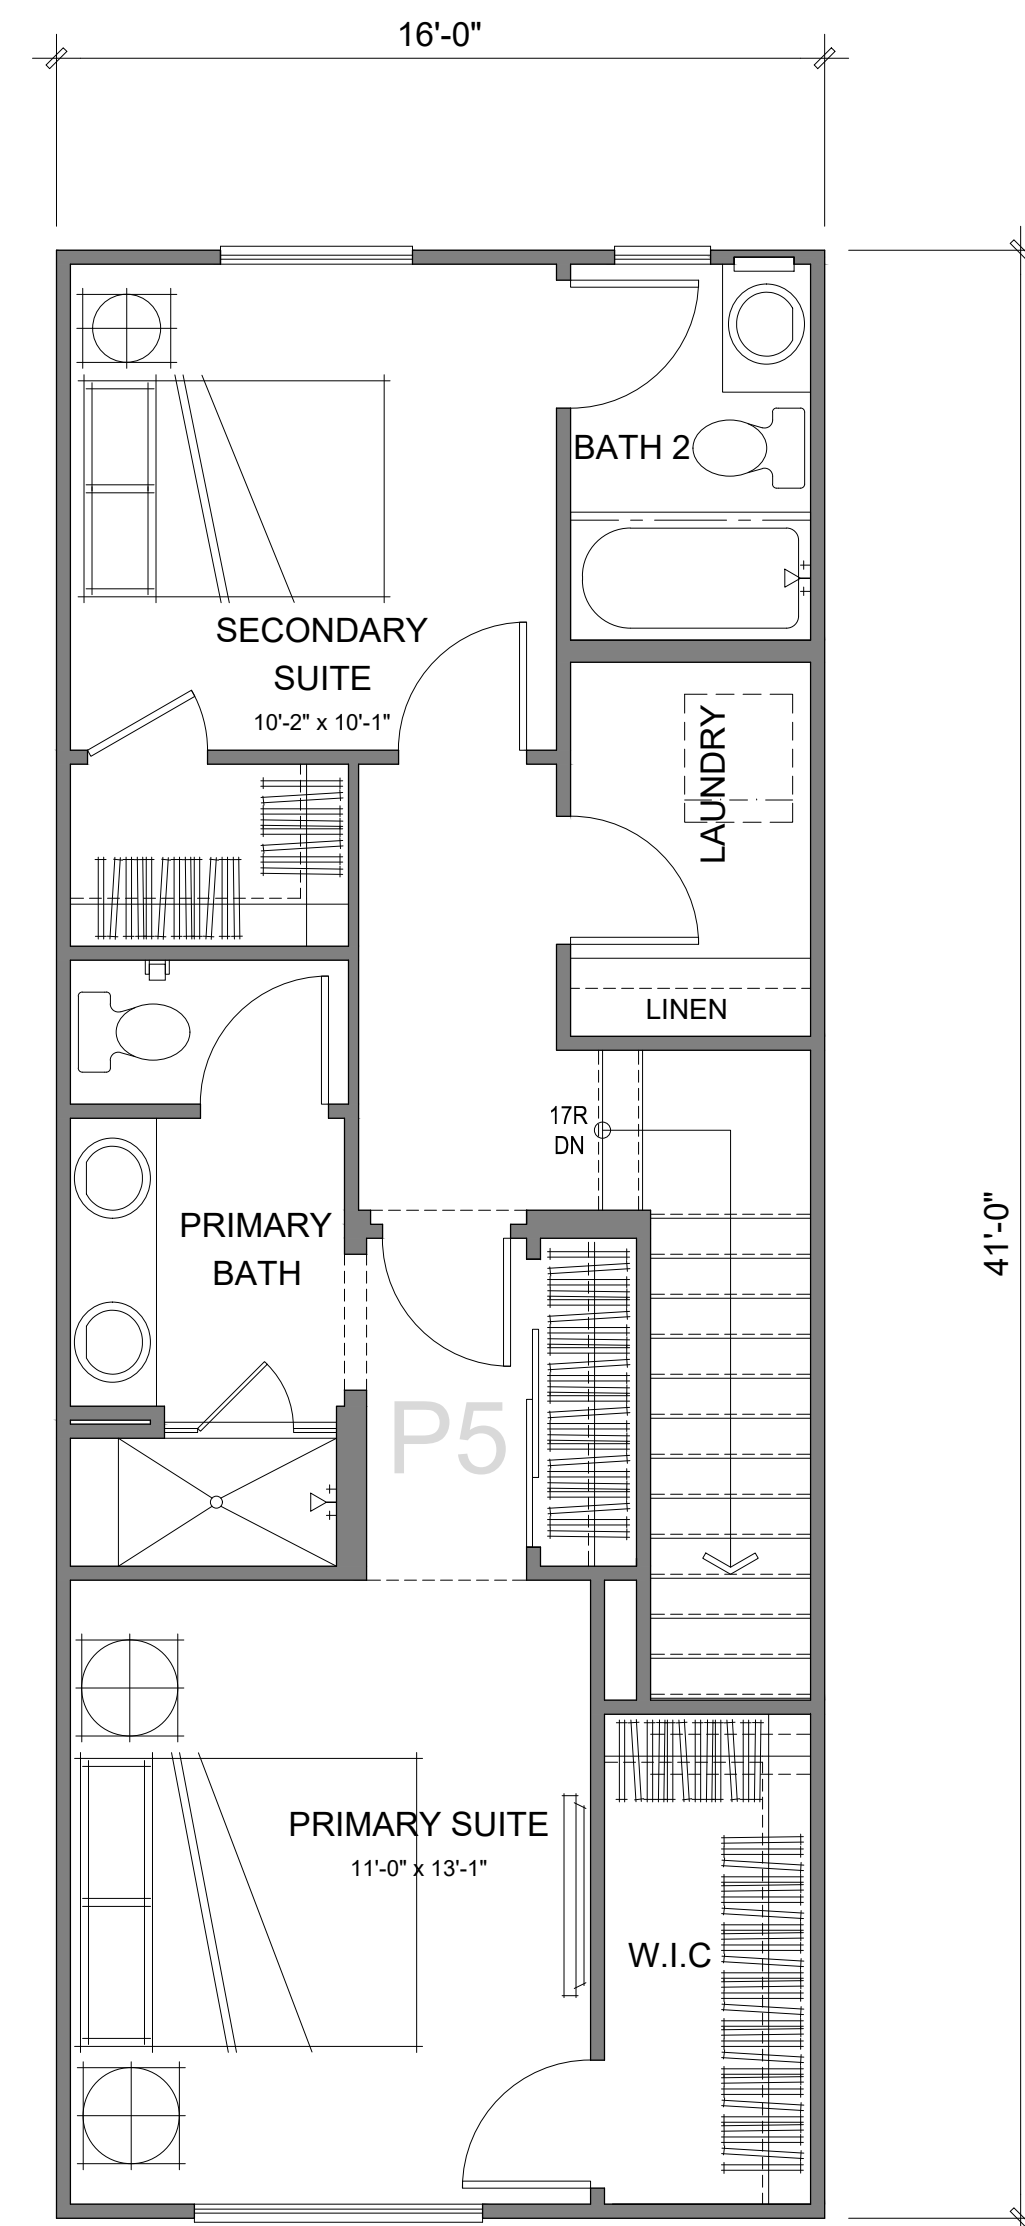 16'-0"
BATH 2
SECONDARY
SUITE
10'-2" x 10'-1"
LAUNDRY
LINEN
17R
DN
PRIMARY
BATH
41'-0"
P5
PRIMARY SUITE
11'-0" x 13'-1"
W.I.C